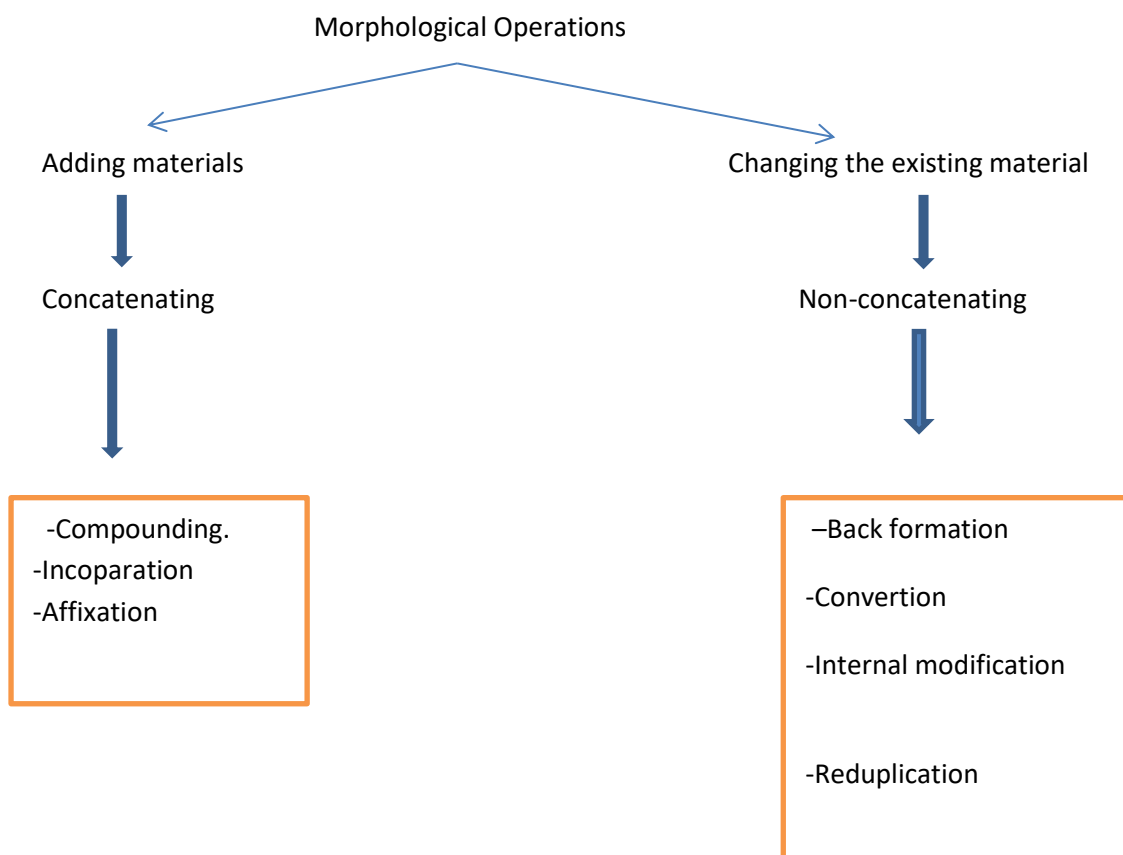 Morphological Operations
Adding materials
Changing the existing material
Concatenating
Non-concatenating
-Compounding.
-Incoparation
-Affixation
–Back formation
-Convertion
-Internal modification
-Reduplication